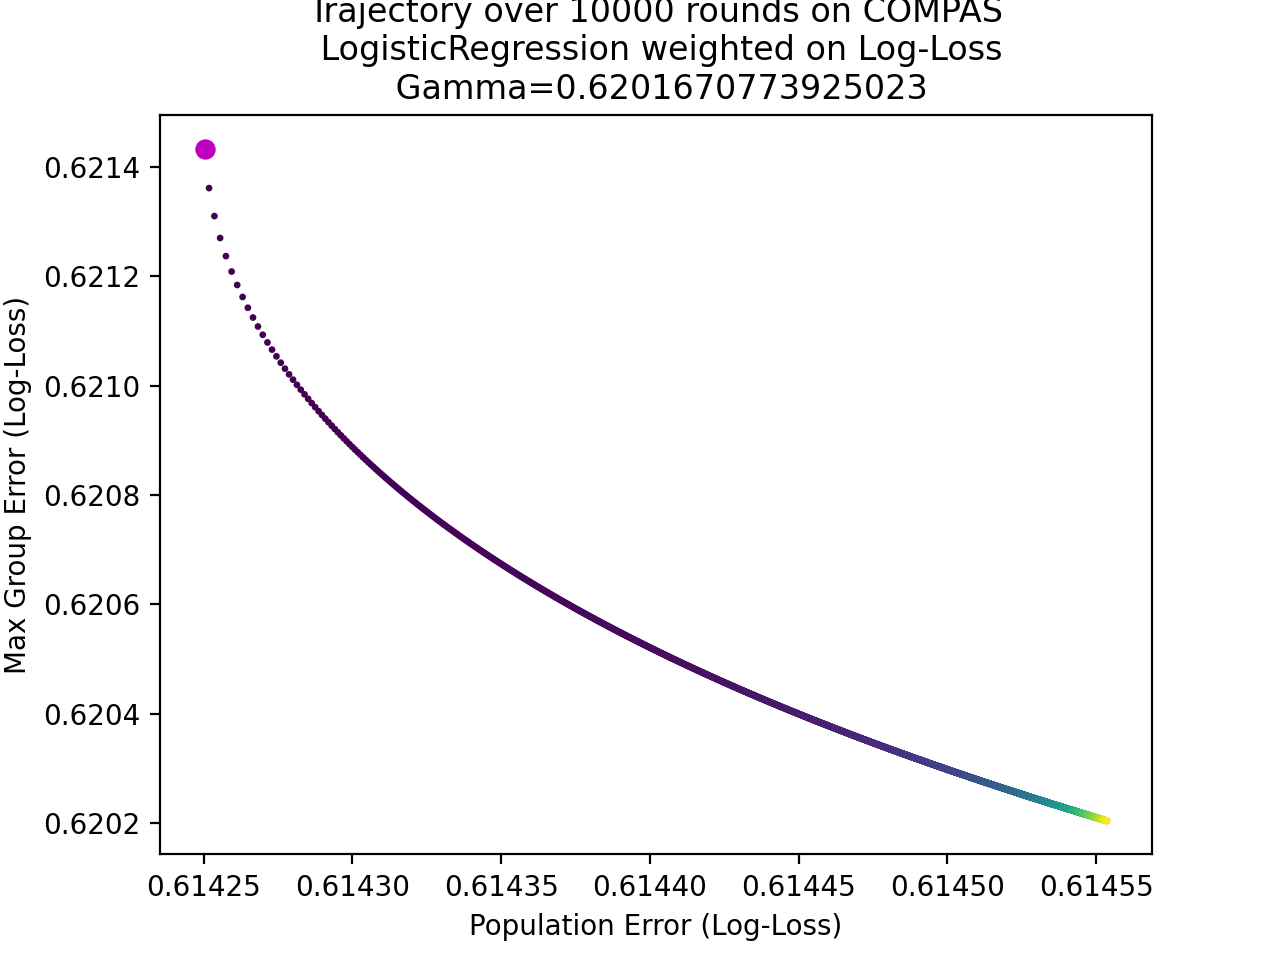 Trajectory over 10000 rounds on COMPAS
LogisticRegression weighted on Log-Loss
Gamma=0.6201670773925023
Max Group Error (Log-Loss)
0.6214
0.6212
0.6210
0.6208
0.6206
0.6204
0.6202
0.61425 0.61430 0.61435 0.61440 0.61445 0.61450 0.61455
Population Error (Log-Loss)